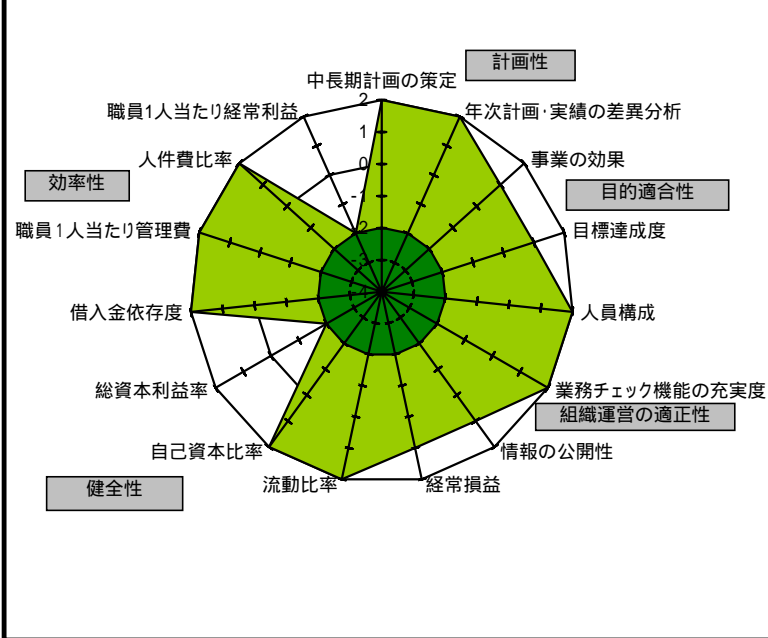 計画性
中長期計画の策定
職員1人当たり経常利益
年次計画・実績の差異分析
人件費比率
事業の効果
効率性
目的適合性
職員1人当たり管理費
目標達成度
借入金依存度
人員構成
総資本利益率
業務チェック機能の充実度
組織運営の適正性
自己資本比率
情報の公開性
流動比率
経常損益
健全性
2
1
0
-1
-2
-3
-4